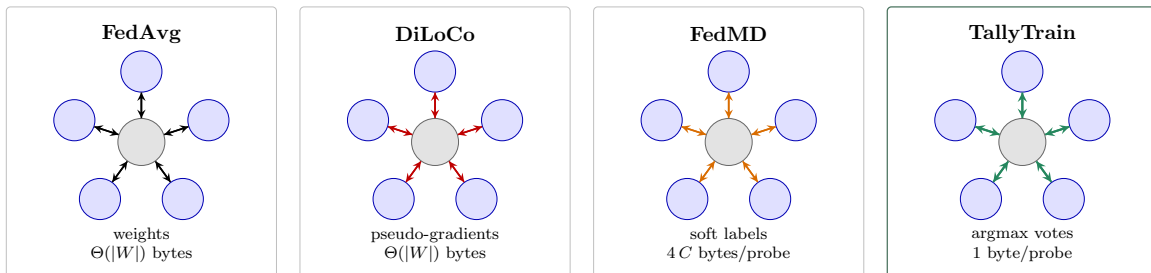 FedAvg
weights
Θ(|W|) bytes
DiLoCo
pseudo-gradients
Θ(|W|) bytes
FedMD
soft labels
4 C bytes/probe
TallyTrain
argmax votes
1 byte/probe